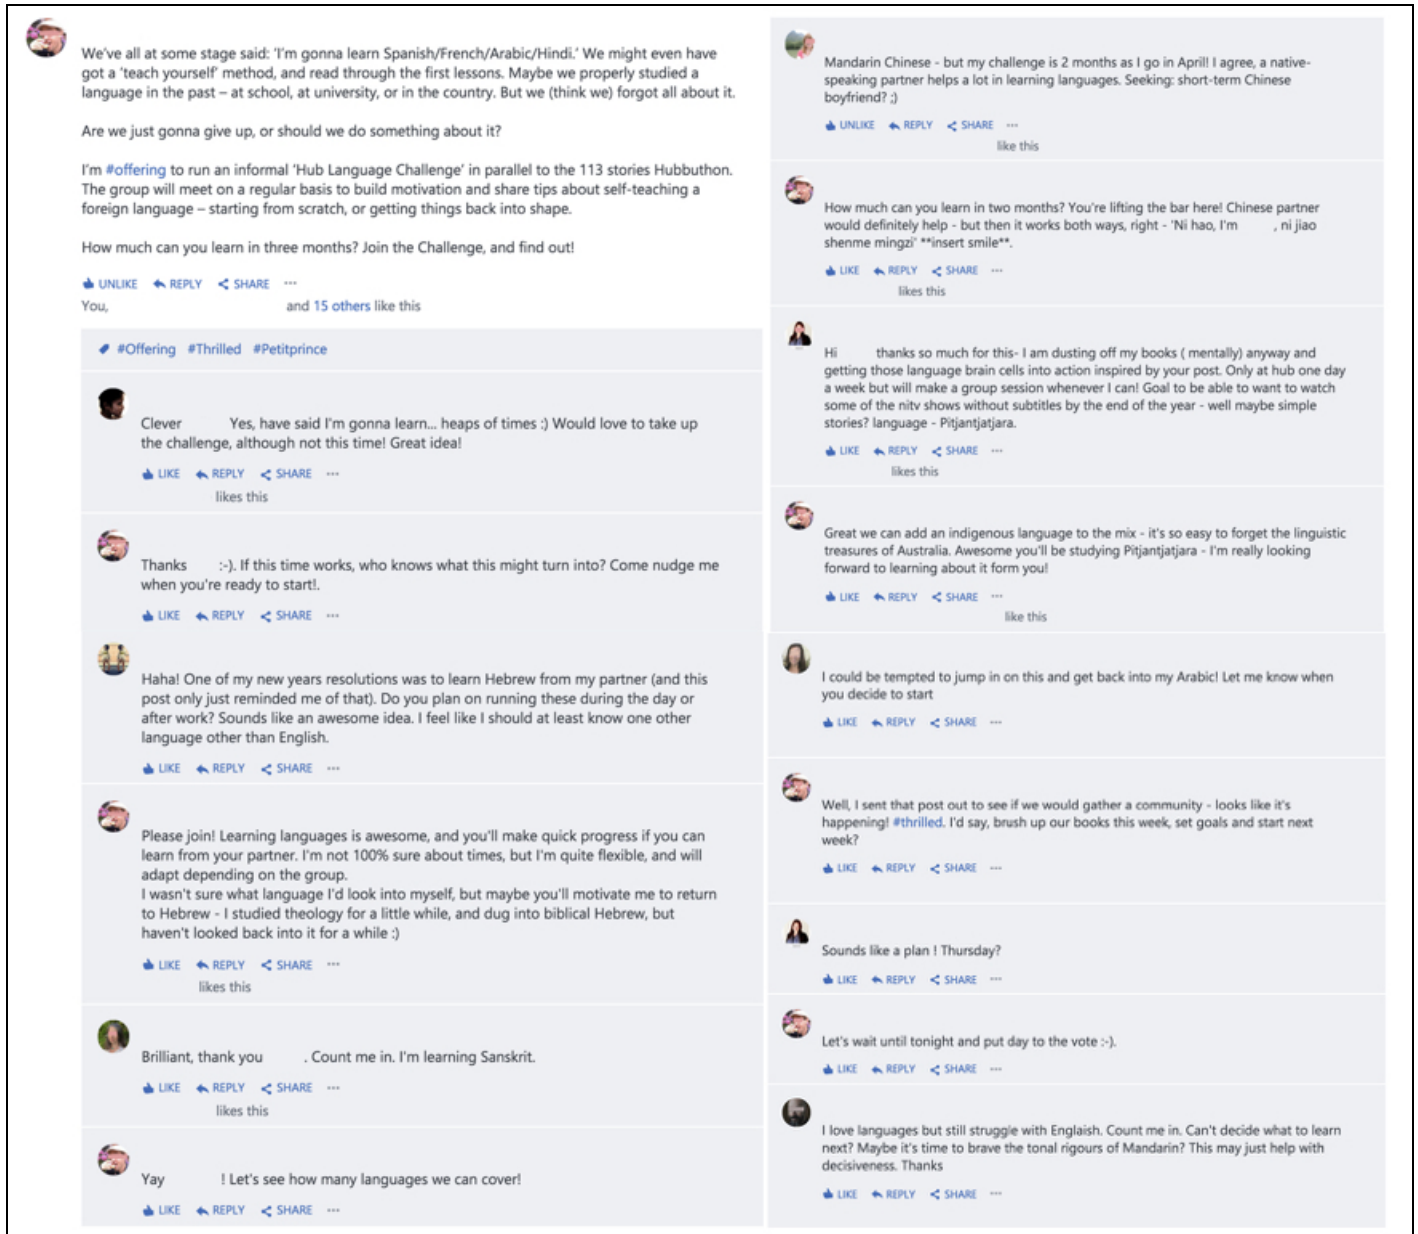 We've all at some stage said: 'I'm gonna learn Spanish/French/Arabic/Hindi.' We might even have
got a 'teach yourself' method, and read through the first lessons. Maybe we properly studied a
language in the past – at school, at university, or in the country. But we (think we) forgot all about it.
Are we just gonna give up, or should we do something about it?
I'm #offering to run an informal 'Hub Language Challenge' in parallel to the 113 stories Hubbuthon.
The group will meet on a regular basis to build motivation and share tips about self-teaching a
foreign language – starting from scratch, or getting things back into shape.
How much can you learn in three months? Join the Challenge, and find out!
UNLIKE REPLY SHARE ···
You, and 15 others like this
#Offering #Thrilled #Petitprince
Clever Yes, have said I'm gonna learn... heaps of times :) Would love to take up
the challenge, although not this time! Great idea!
LIKE REPLY SHARE ···
likes this
Thanks :-). If this time works, who knows what this might turn into? Come nudge me
when you're ready to start!.
LIKE REPLY SHARE ···
Haha! One of my new years resolutions was to learn Hebrew from my partner (and this
post only just reminded me of that). Do you plan on running these during the day or
after work? Sounds like an awesome idea. I feel like I should at least know one other
language other than English.
LIKE REPLY SHARE ···
Please join! Learning languages is awesome, and you'll make quick progress if you can
learn from your partner. I'm not 100% sure about times, but I'm quite flexible, and will
adapt depending on the group.
I wasn't sure what language I'd look into myself, but maybe you'll motivate me to return
to Hebrew - I studied theology for a little while, and dug into biblical Hebrew, but
haven't looked back into it for a while :)
LIKE REPLY SHARE ···
likes this
Brilliant, thank you . Count me in. I'm learning Sanskrit.
LIKE REPLY SHARE ···
likes this
Yay ! Let's see how many languages we can cover!
LIKE REPLY SHARE ···
Mandarin Chinese - but my challenge is 2 months as I go in April! I agree, a native-
speaking partner helps a lot in learning languages. Seeking: short-term Chinese
boyfriend? ;)
UNLIKE REPLY SHARE ···
like this
How much can you learn in two months? You're lifting the bar here! Chinese partner
would definitely help - but then it works both ways, right - 'Ni hao, I'm , ni jiao
shenme mingzi' **insert smile**.
LIKE REPLY SHARE ···
likes this
Hi thanks so much for this- I am dusting off my books ( mentally) anyway and
getting those language brain cells into action inspired by your post. Only at hub one day
a week but will make a group session whenever I can! Goal to be able to want to watch
some of the nitv shows without subtitles by the end of the year - well maybe simple
stories? language - Pitjantjatjara.
LIKE REPLY SHARE ···
likes this
Great we can add an indigenous language to the mix - it's so easy to forget the linguistic
treasures of Australia. Awesome you'll be studying Pitjantjatjara - I'm really looking
forward to learning about it form you!
LIKE REPLY SHARE ···
like this
I could be tempted to jump in on this and get back into my Arabic! Let me know when
you decide to start
LIKE REPLY SHARE ···
Well, I sent that post out to see if we would gather a community - looks like it's
happening! #thrilled. I'd say, brush up our books this week, set goals and start next
week?
LIKE REPLY SHARE ···
Sounds like a plan ! Thursday?
LIKE REPLY SHARE ···
Let's wait until tonight and put day to the vote :-).
LIKE REPLY SHARE ···
I love languages but still struggle with Englaish. Count me in. Can't decide what to learn
next? Maybe it's time to brave the tonal rigours of Mandarin? This may just help with
decisiveness. Thanks
LIKE REPLY SHARE ···